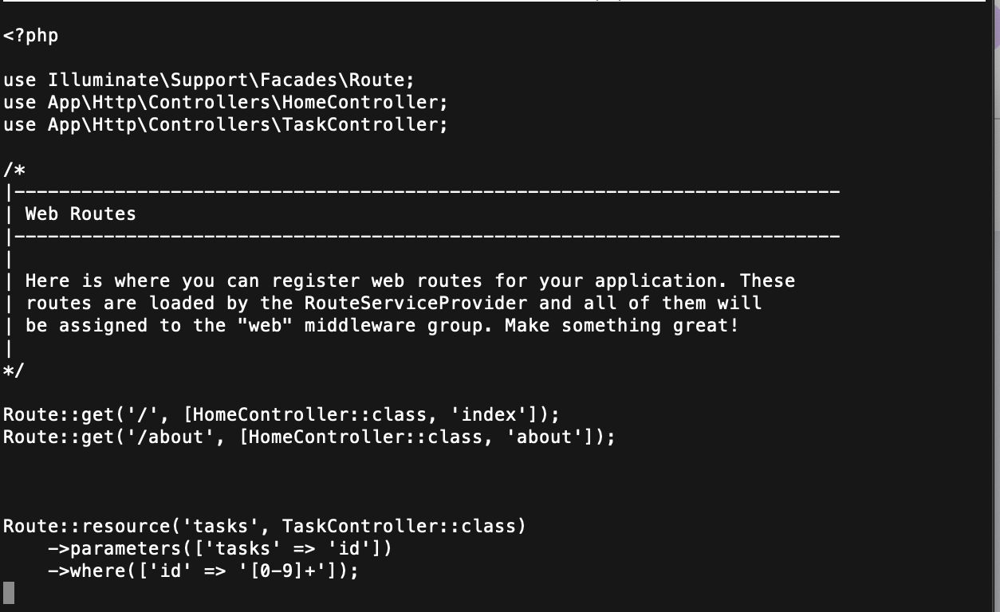 <?php
use Illuminate\Support\Facades\Route;
use App\Http\Controllers\HomeController;
use App\Http\Controllers\TaskController;
/*
|--------------------------------------------------------------------------
| Web Routes
|--------------------------------------------------------------------------
|
| Here is where you can register web routes for your application. These
| routes are loaded by the RouteServiceProvider and all of them will
| be assigned to the "web" middleware group. Make something great!
|
*/
Route::get('/', [HomeController::class, 'index']);
Route::get('/about', [HomeController::class, 'about']);
Route::resource('tasks', TaskController::class)
    ->parameters(['tasks' => 'id'])
    ->where(['id' => '[0-9]+']);